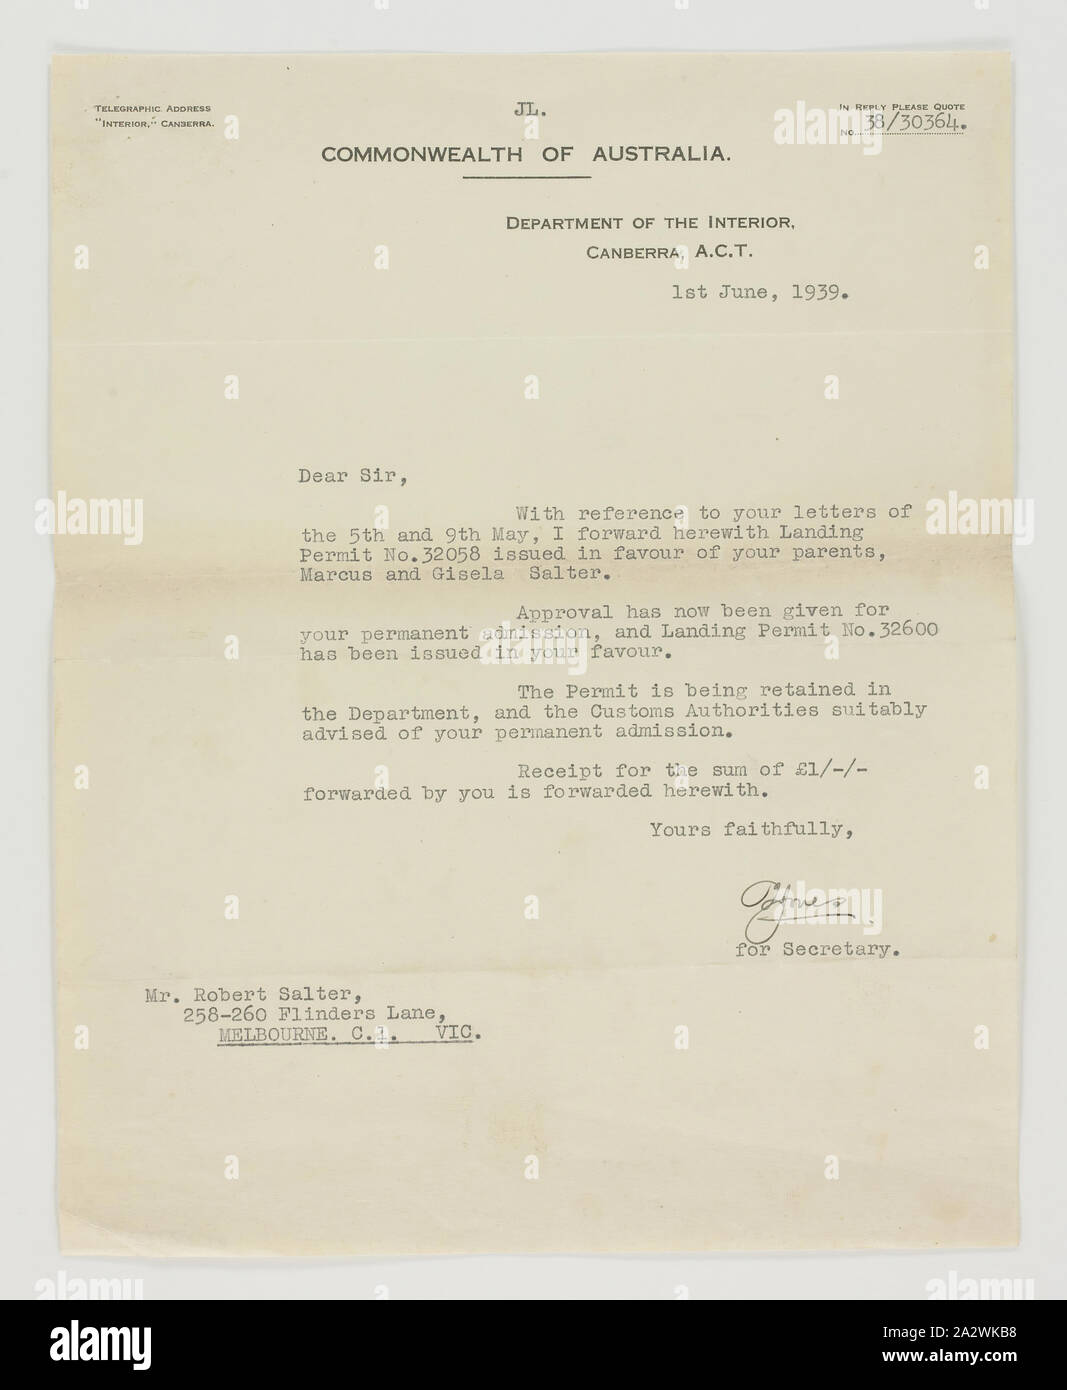 TELEGRAPHIC ADDRESS
"INTERIOR," CANBERRA.
JL.
IN REPLY PLEASE QUOTE
NO. 38/30364.
COMMONWEALTH OF AUSTRALIA.
DEPARTMENT OF THE INTERIOR,
CANBERRA, A.C.T.
1st June, 1939.
Dear Sir,
With reference to your letters of
the 5th and 9th May, I forward herewith Landing
Permit No.32058 issued in favour of your parents,
Marcus and Gisela Salter.
Approval has now been given for
your permanent admission, and Landing Permit No.32600
has been issued in your favour.
The Permit is being retained in
the Department, and the Customs Authorities suitably
advised of your permanent admission.
Receipt for the sum of £1/-/-
forwarded by you is forwarded herewith.
Yours faithfully,
for Secretary.
Mr. Robert Salter,
258-260 Flinders Lane,
MELBOURNE. C.1. VIC.
alamy
Image ID: 2A2WKB8
www.alamy.com